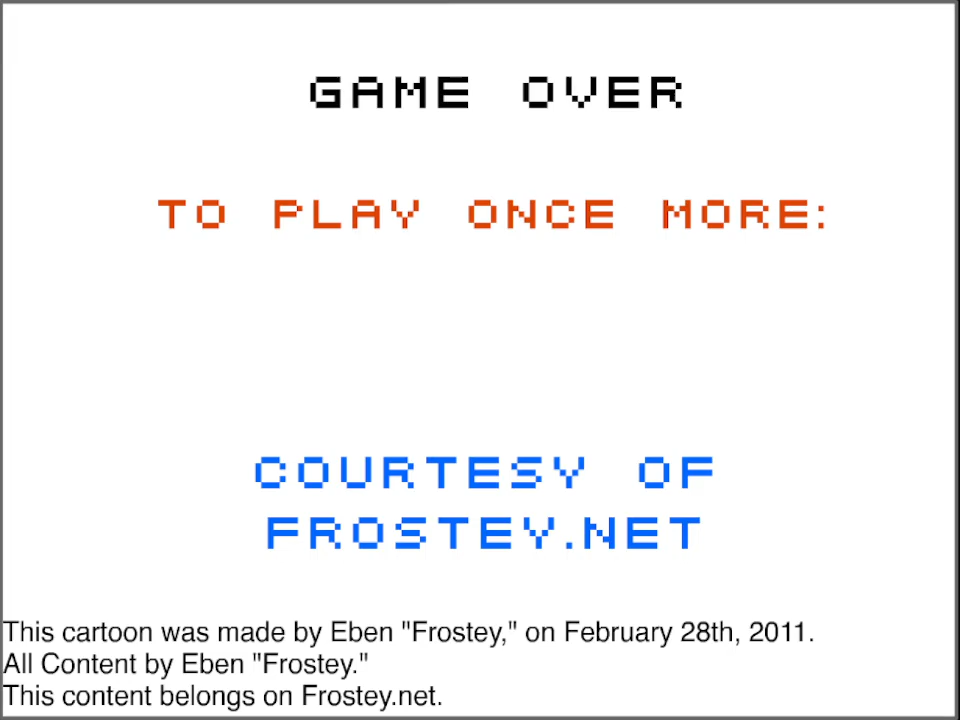 GAME OVER
TO PLAY ONCE MORE:
COURTESY OF
FROSTEY.NET
This cartoon was made by Eben "Frostey," on February 28th, 2011.
All Content by Eben "Frostey."
This content belongs on Frostey.net.